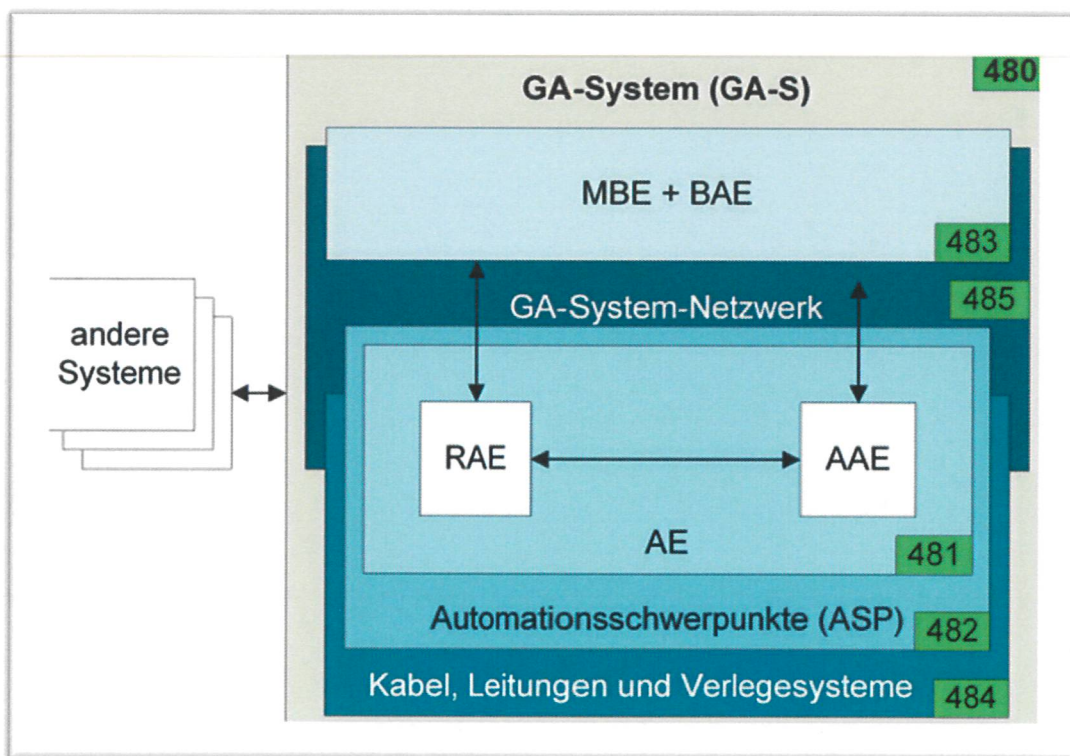 480
GA-System (GA-S)
MBE + BAE
483
485
GA-System-Netzwerk
andere
Systeme
RAE
AAE
AE
481
Automationsschwerpunkte (ASP)
482
Kabel, Leitungen und Verlegesysteme
484